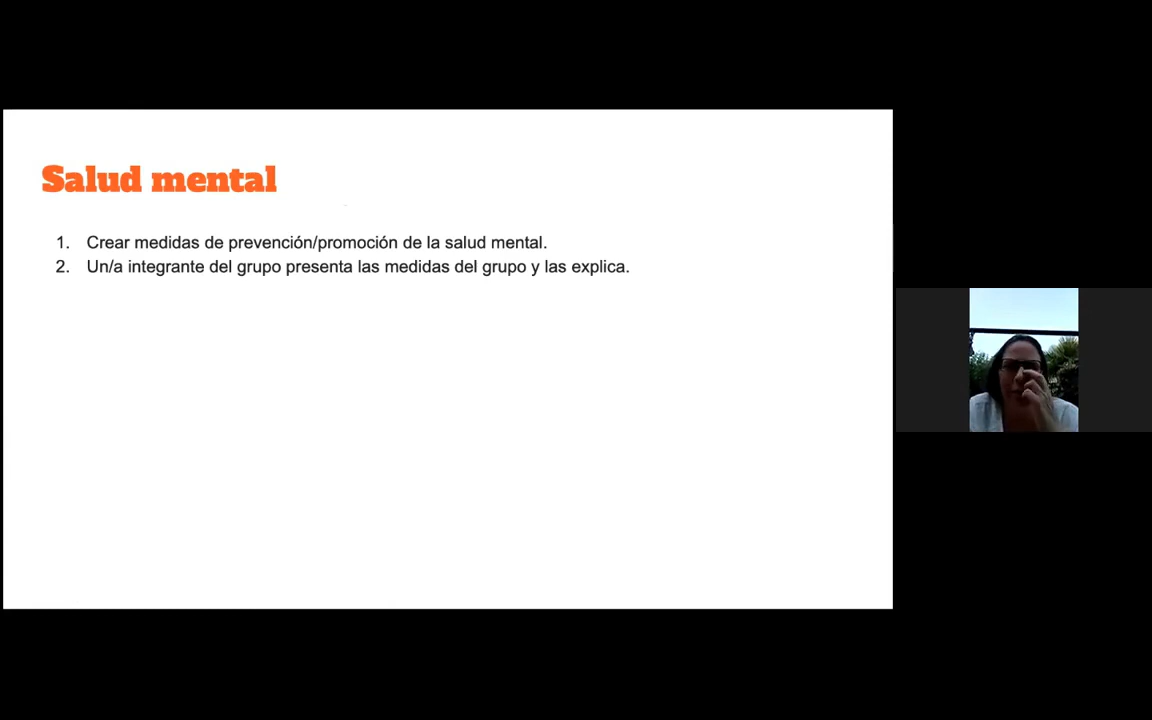 Salud mental
1. Crear medidas de prevención/promoción de la salud mental.
2. Un/a integrante del grupo presenta las medidas del grupo y las explica.